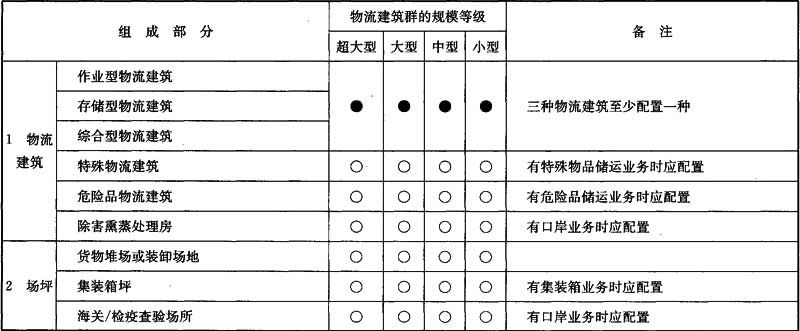 组成部分 物流建筑群的规模等级 备注
超大型 大型 中型 小型
1 物流建筑 作业型物流建筑
存储型物流建筑 ● ● ● ● 三种物流建筑至少配置一种
综合型物流建筑
特殊物流建筑 ○ ○ ○ ○ 有特殊物品储运业务时应配置
危险品物流建筑 ○ ○ ○ ○ 有危险品储运业务时应配置
除害熏蒸处理房 ○ ○ ○ ○ 有口岸业务时应配置
2 场坪 货物堆场或装卸场地 ○ ○ ○ ○
集装箱坪 ○ ○ ○ ○ 有集装箱业务时应配置
海关/检疫查验场所 ○ ○ ○ ○ 有口岸业务时应配置